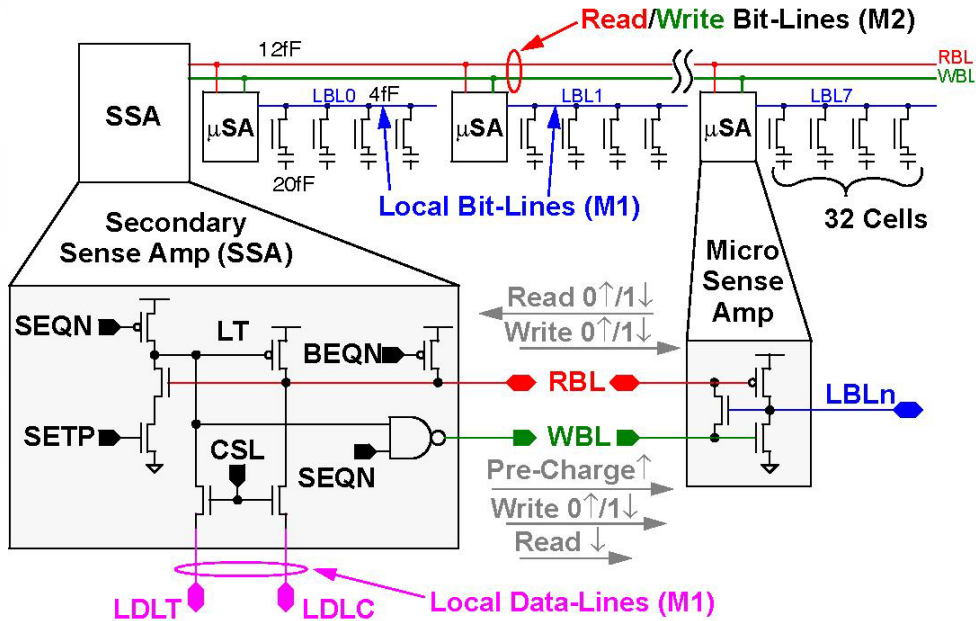 Read/Write Bit-Lines (M2)
12fF
RBL
WBL
SSA
LBL0
4fF
LBL1
LBL7
µSA
µSA
µSA
20fF
Local Bit-Lines (M1)
32 Cells
Secondary
Sense Amp (SSA)
Micro
Sense
Amp
Read 0↑/1↓
Write 0↑/1↓
SEQN
LT
BEQN
RBL
LBLn
SETP
CSL
SEQN
WBL
Pre-Charge↑
Write 0↑/1↓
Read ↓
LDLT
LDLC
Local Data-Lines (M1)